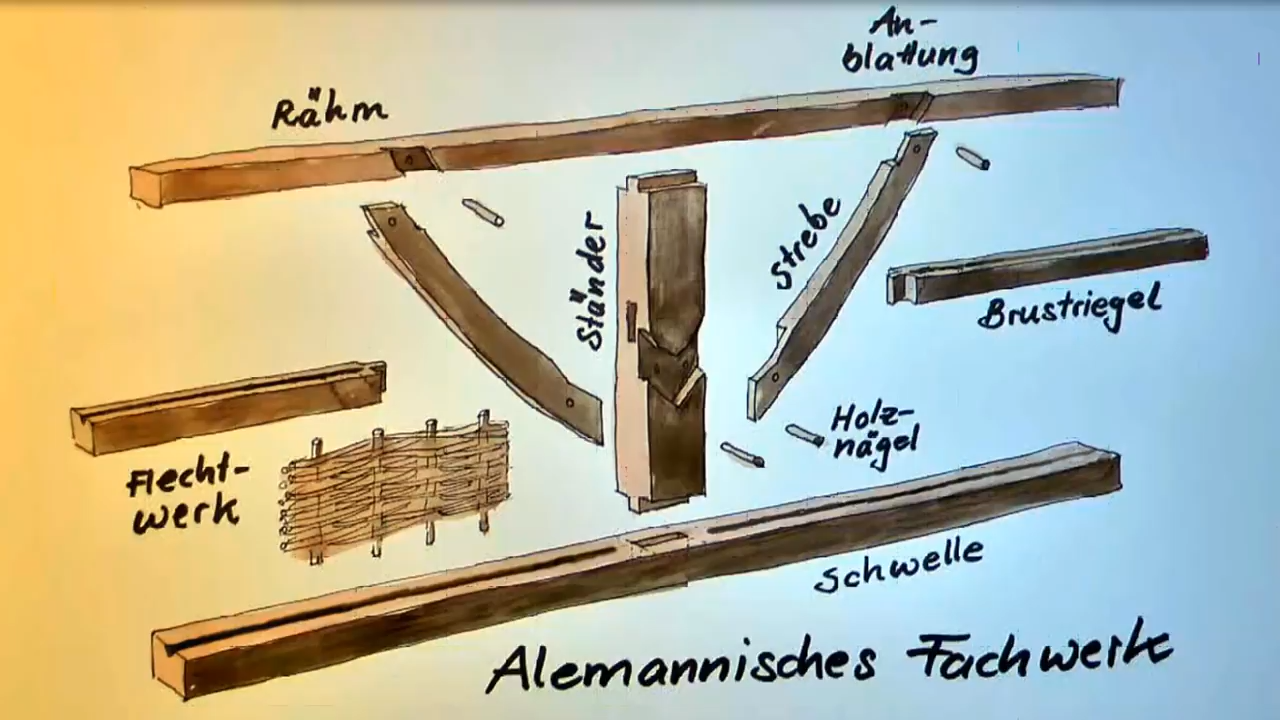 An-
blattung
Rähm
Ständer
Strebe
Brustriegel
Holz-
nägel
Flecht-
werk
Schwelle
Alemannisches Fachwerk